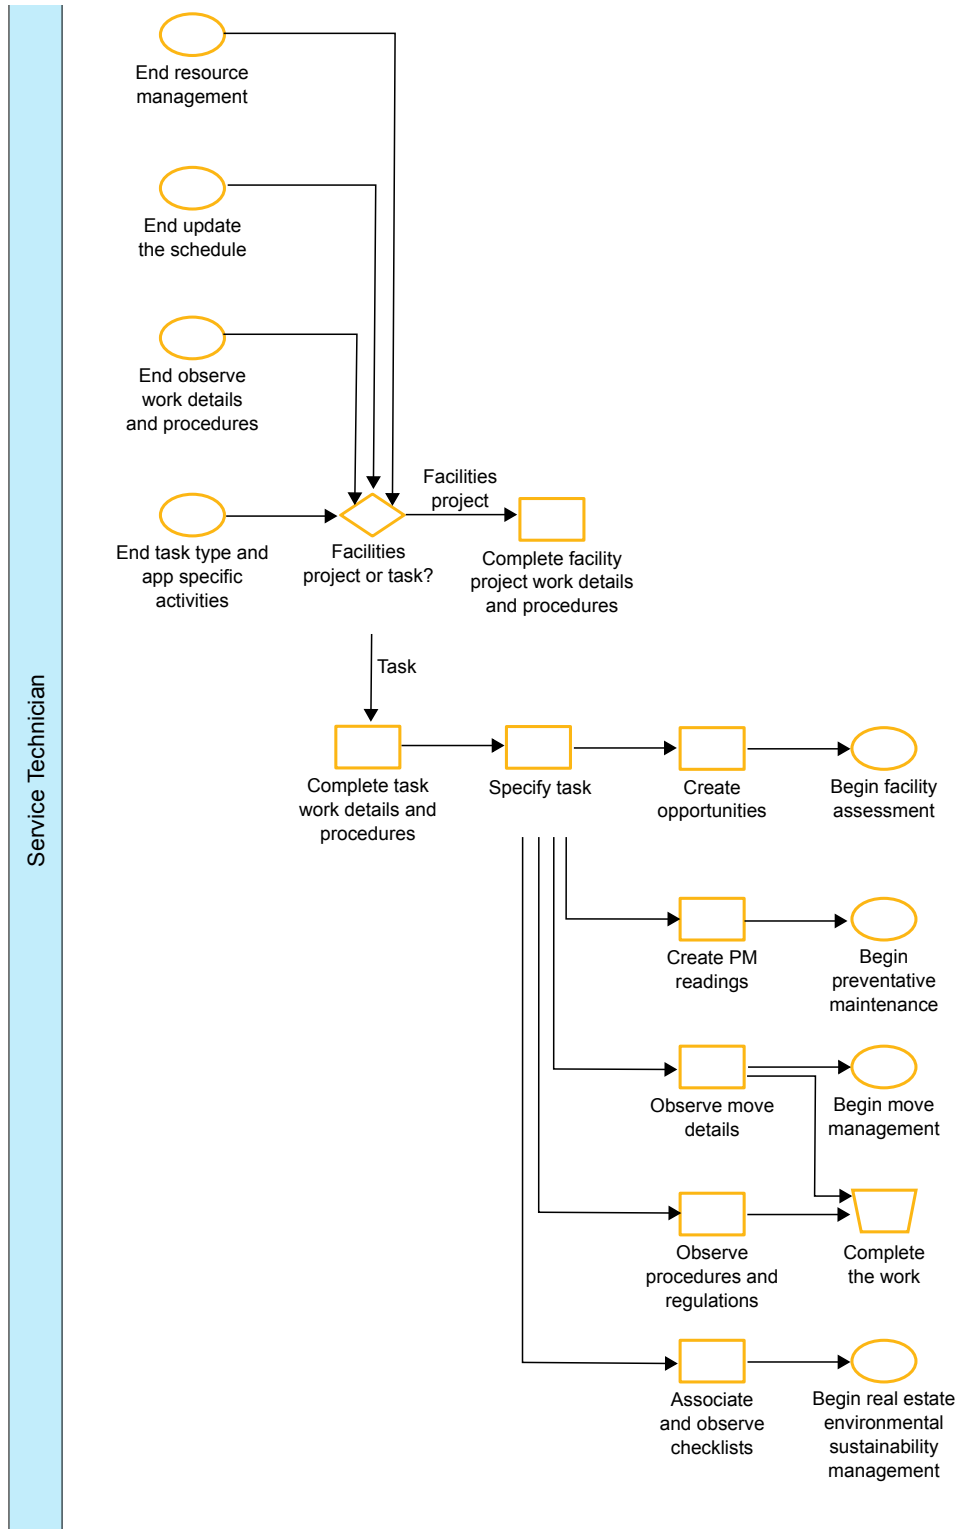 Service Technician
End resource
management
End update
the schedule
End observe
work details
and procedures
End task type and
app specific
activities
Facilities
project or task?
Facilities
project
Complete facility
project work details
and procedures
Task
Complete task
work details and
procedures
Specify task
Create
opportunities
Begin facility
assessment
Create PM
readings
Begin
preventative
maintenance
Observe move
details
Begin move
management
Observe
procedures and
regulations
Complete
the work
Associate
and observe
checklists
Begin real estate
environmental
sustainability
management